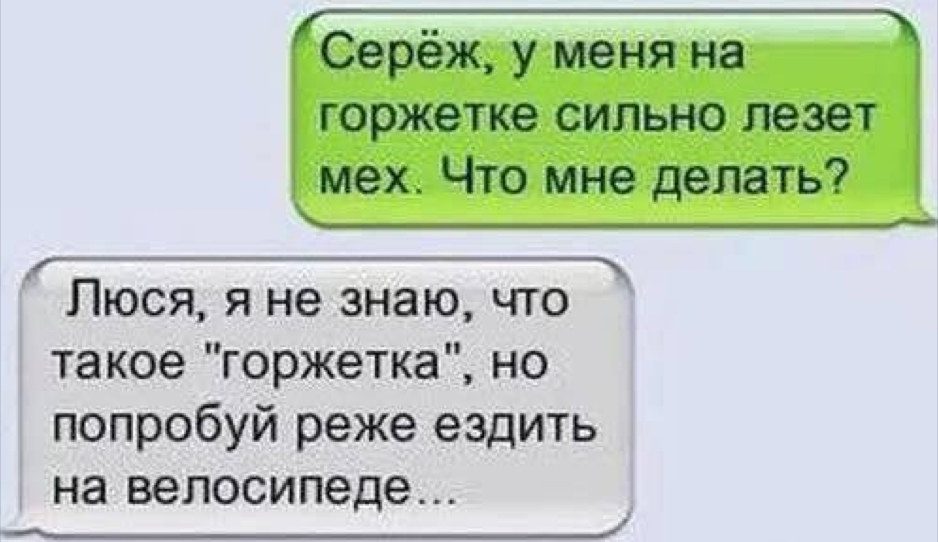 Серёж, у меня на
горжетке сильно лезет
мех. Что мне делать?
Люся, я не знаю, что
такое "горжетка", но
попробуй реже ездить
на велосипеде...